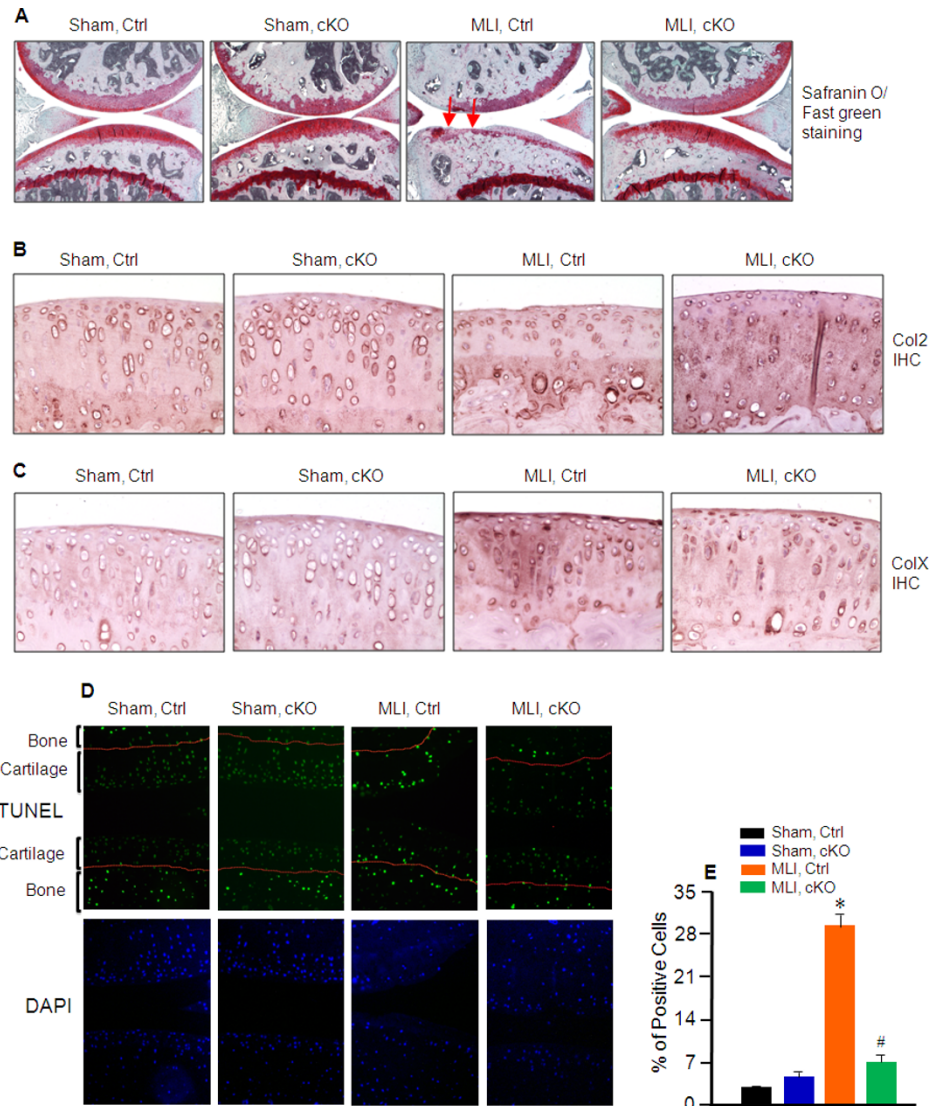 A
Sham, Ctrl
Sham, cKO
MLI, Ctrl
MLI, cKO
Safranin O/
Fast green
staining
B
Sham, Ctrl
Sham, cKO
MLI, Ctrl
MLI, cKO
Col2
IHC
C
Sham, Ctrl
Sham, cKO
MLI, Ctrl
MLI, cKO
ColX
IHC
D
Sham, Ctrl
Sham, cKO
MLI, Ctrl
MLI, cKO
Bone
Cartilage
TUNEL
Cartilage
Bone
DAPI
E
Sham, Ctrl
Sham, cKO
MLI, Ctrl
MLI, cKO
% of Positive Cells
35
28
21
14
7
0
*
#